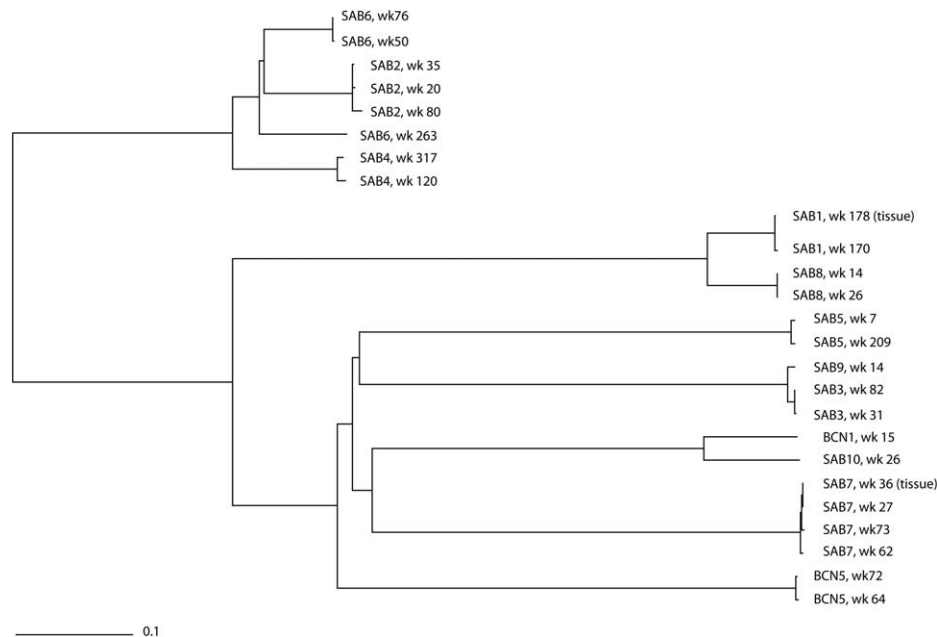 SAB6, wk76
SAB6, wk50
SAB2, wk 35
SAB2, wk 20
SAB2, wk 80
SAB6, wk 263
SAB4, wk 317
SAB4, wk 120
SAB1, wk 178 (tissue)
SAB1, wk 170
SAB8, wk 14
SAB8, wk 26
SAB5, wk 7
SAB5, wk 209
SAB9, wk 14
SAB3, wk 82
SAB3, wk 31
BCN1, wk 15
SAB10, wk 26
SAB7, wk 36 (tissue)
SAB7, wk 27
SAB7, wk73
SAB7, wk 62
BCN5, wk72
BCN5, wk 64
0.1